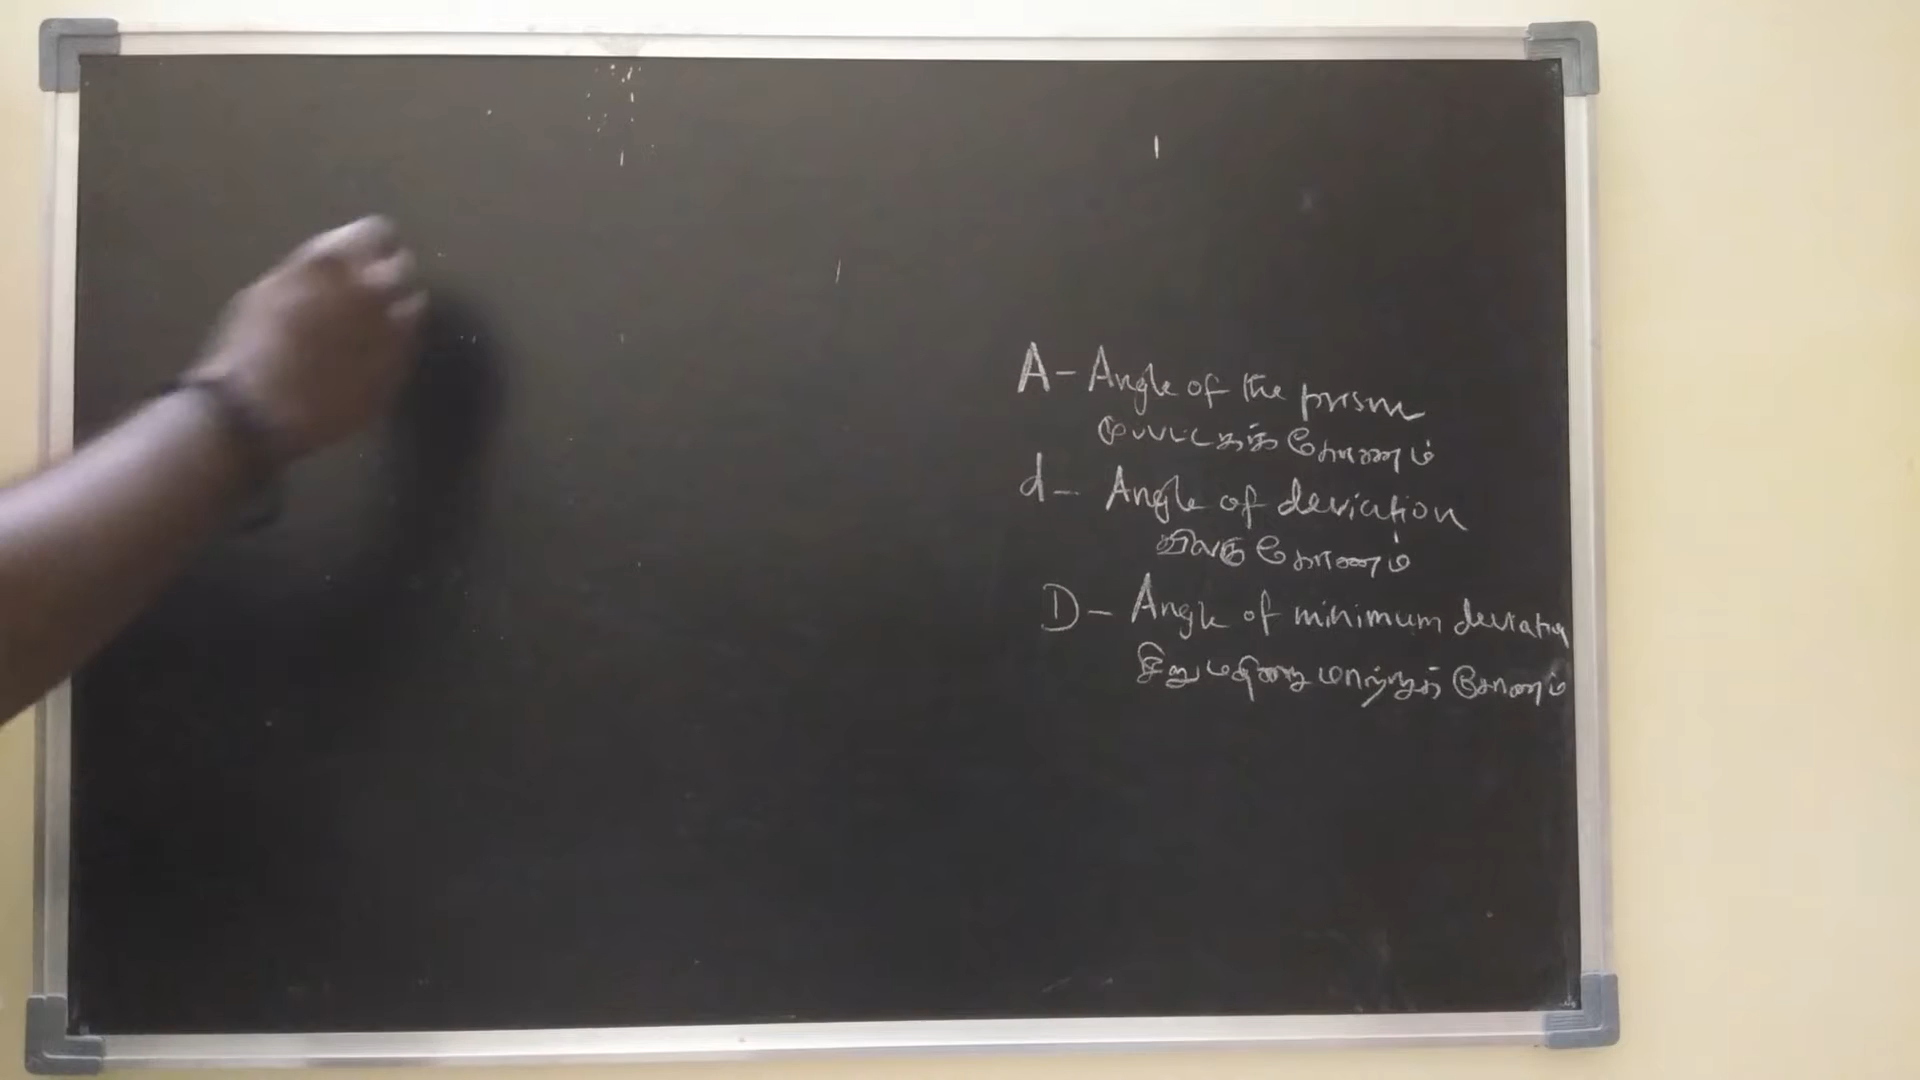 A - Angle of the prism
முப்பட்டகக் கோணம்
d - Angle of deviation
விலகு கோணம்
D - Angle of minimum deviation
சிறும திசை மாற்றக் கோணம்